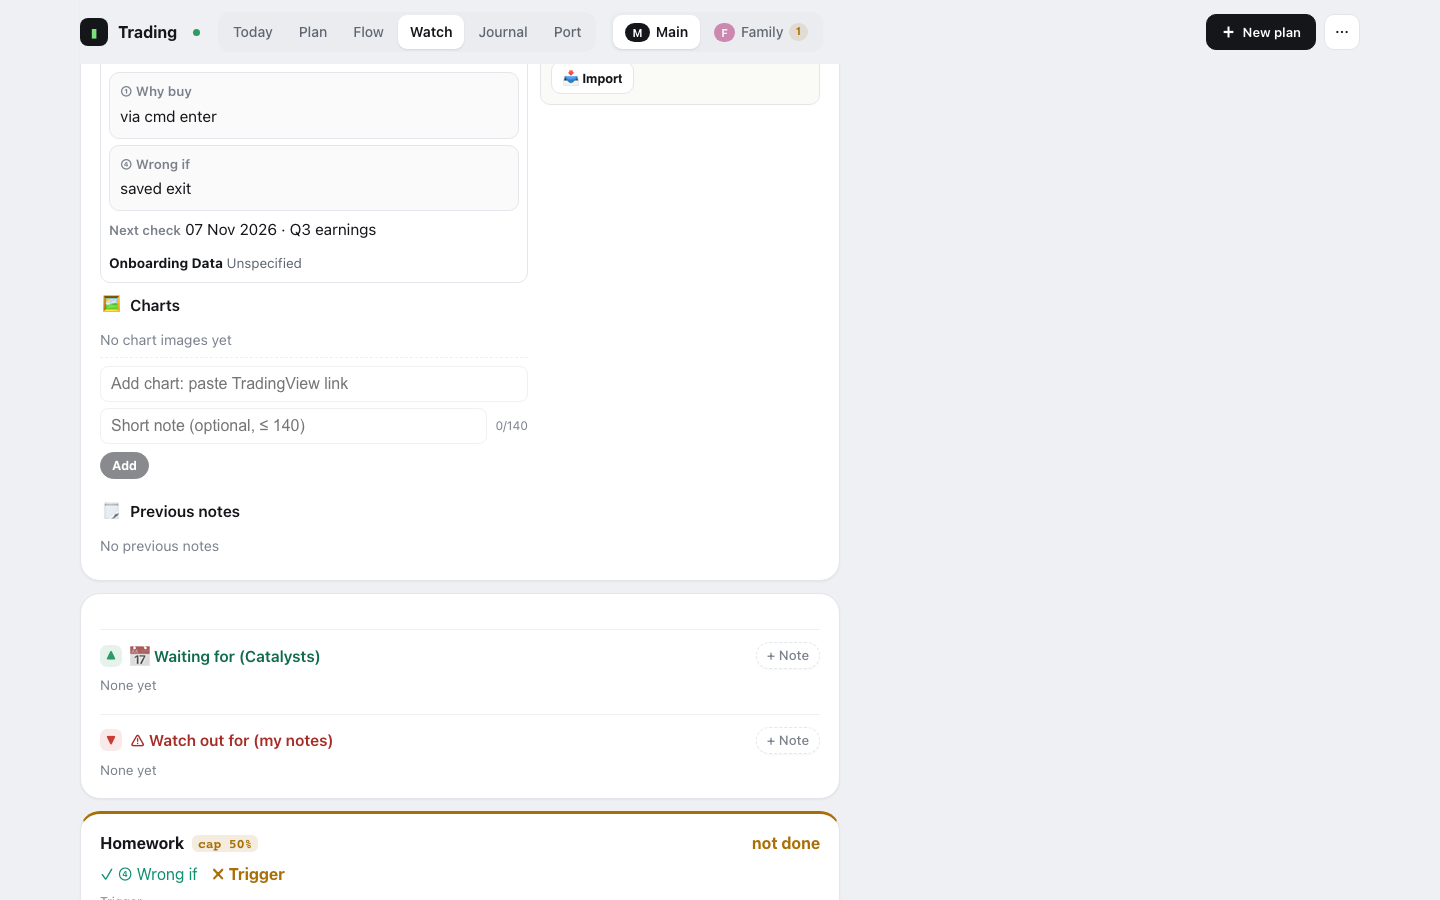 Trading
Today
Plan
Flow
Watch
Journal
Port
M Main
F Family 1
+ New plan
...
① Why buy
via cmd enter
④ Wrong if
saved exit
Next check 07 Nov 2026 · Q3 earnings
Onboarding Data Unspecified
📥 Import
🖼️ Charts
No chart images yet
Add chart: paste TradingView link
Short note (optional, ≤ 140)
0/140
Add
🗒️ Previous notes
No previous notes
▲ 📅 Waiting for (Catalysts)
+ Note
None yet
▼ ⚠ Watch out for (my notes)
+ Note
None yet
Homework cap 50%
not done
✓ ④ Wrong if ✕ Trigger
Trigger